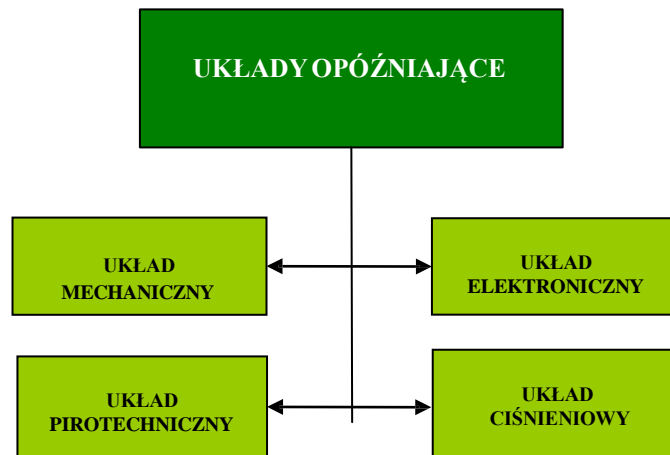 UKŁADY OPÓŹNIAJĄCE
UKŁAD
MECHANICZNY
UKŁAD
ELEKTRONICZNY
UKŁAD
PIROTECHNICZNY
UKŁAD
CIŚNIENIOWY